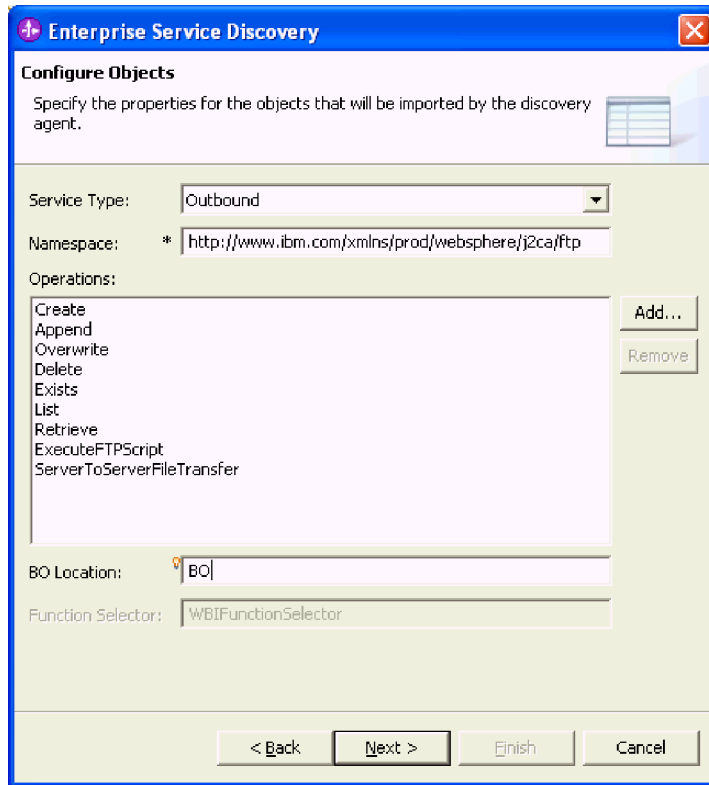 Enterprise Service Discovery
Configure Objects
Specify the properties for the objects that will be imported by the discovery
agent.
Service Type: Outbound
Namespace: * http://www.ibm.com/xmlns/prod/websphere/j2ca/ftp
Operations:
Create
Append
Overwrite
Delete
Exists
List
Retrieve
ExecuteFTPScript
ServerToServerFileTransfer
Add...
Remove
BO Location: BO
Function Selector: WBIFunctionSelector
< Back Next > Finish Cancel